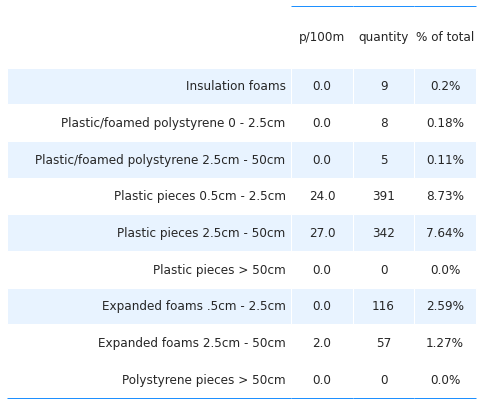 p/100m quantity % of total
Insulation foams 0.0 9 0.2%
Plastic/foamed polystyrene 0 - 2.5cm 0.0 8 0.18%
Plastic/foamed polystyrene 2.5cm - 50cm 0.0 5 0.11%
Plastic pieces 0.5cm - 2.5cm 24.0 391 8.73%
Plastic pieces 2.5cm - 50cm 27.0 342 7.64%
Plastic pieces > 50cm 0.0 0 0.0%
Expanded foams .5cm - 2.5cm 0.0 116 2.59%
Expanded foams 2.5cm - 50cm 2.0 57 1.27%
Polystyrene pieces > 50cm 0.0 0 0.0%